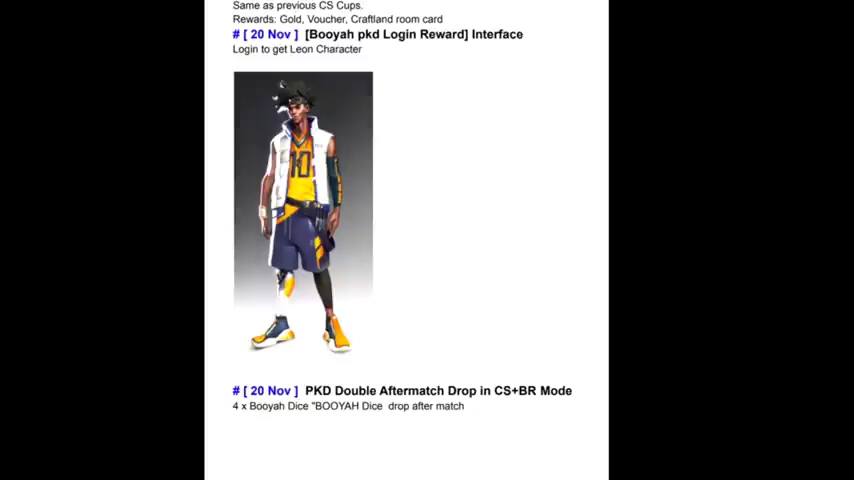 Same as previous CS Cups.
Rewards: Gold, Voucher, Craftland room card
# [ 20 Nov ]  [Booyah pkd Login Reward] Interface
Login to get Leon Character
10
# [ 20 Nov ]  PKD Double Aftermatch Drop in CS+BR Mode
4 x Booyah Dice "BOOYAH Dice  drop after match